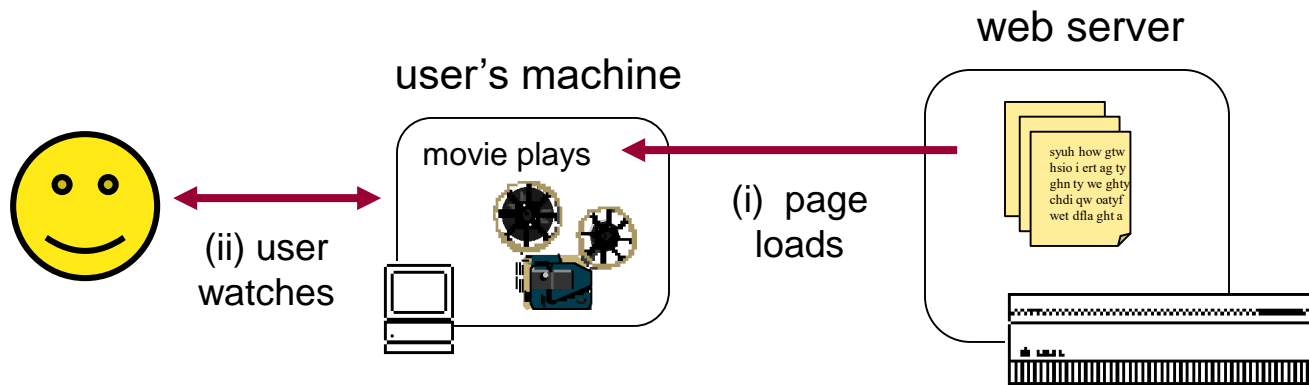 web server
user's machine
movie plays
syuh how gtw
hsio i ert ag ty
ghn ty we ghty
chdi qw oatyf
wet dfla ght a
(i) page
loads
(ii) user
watches